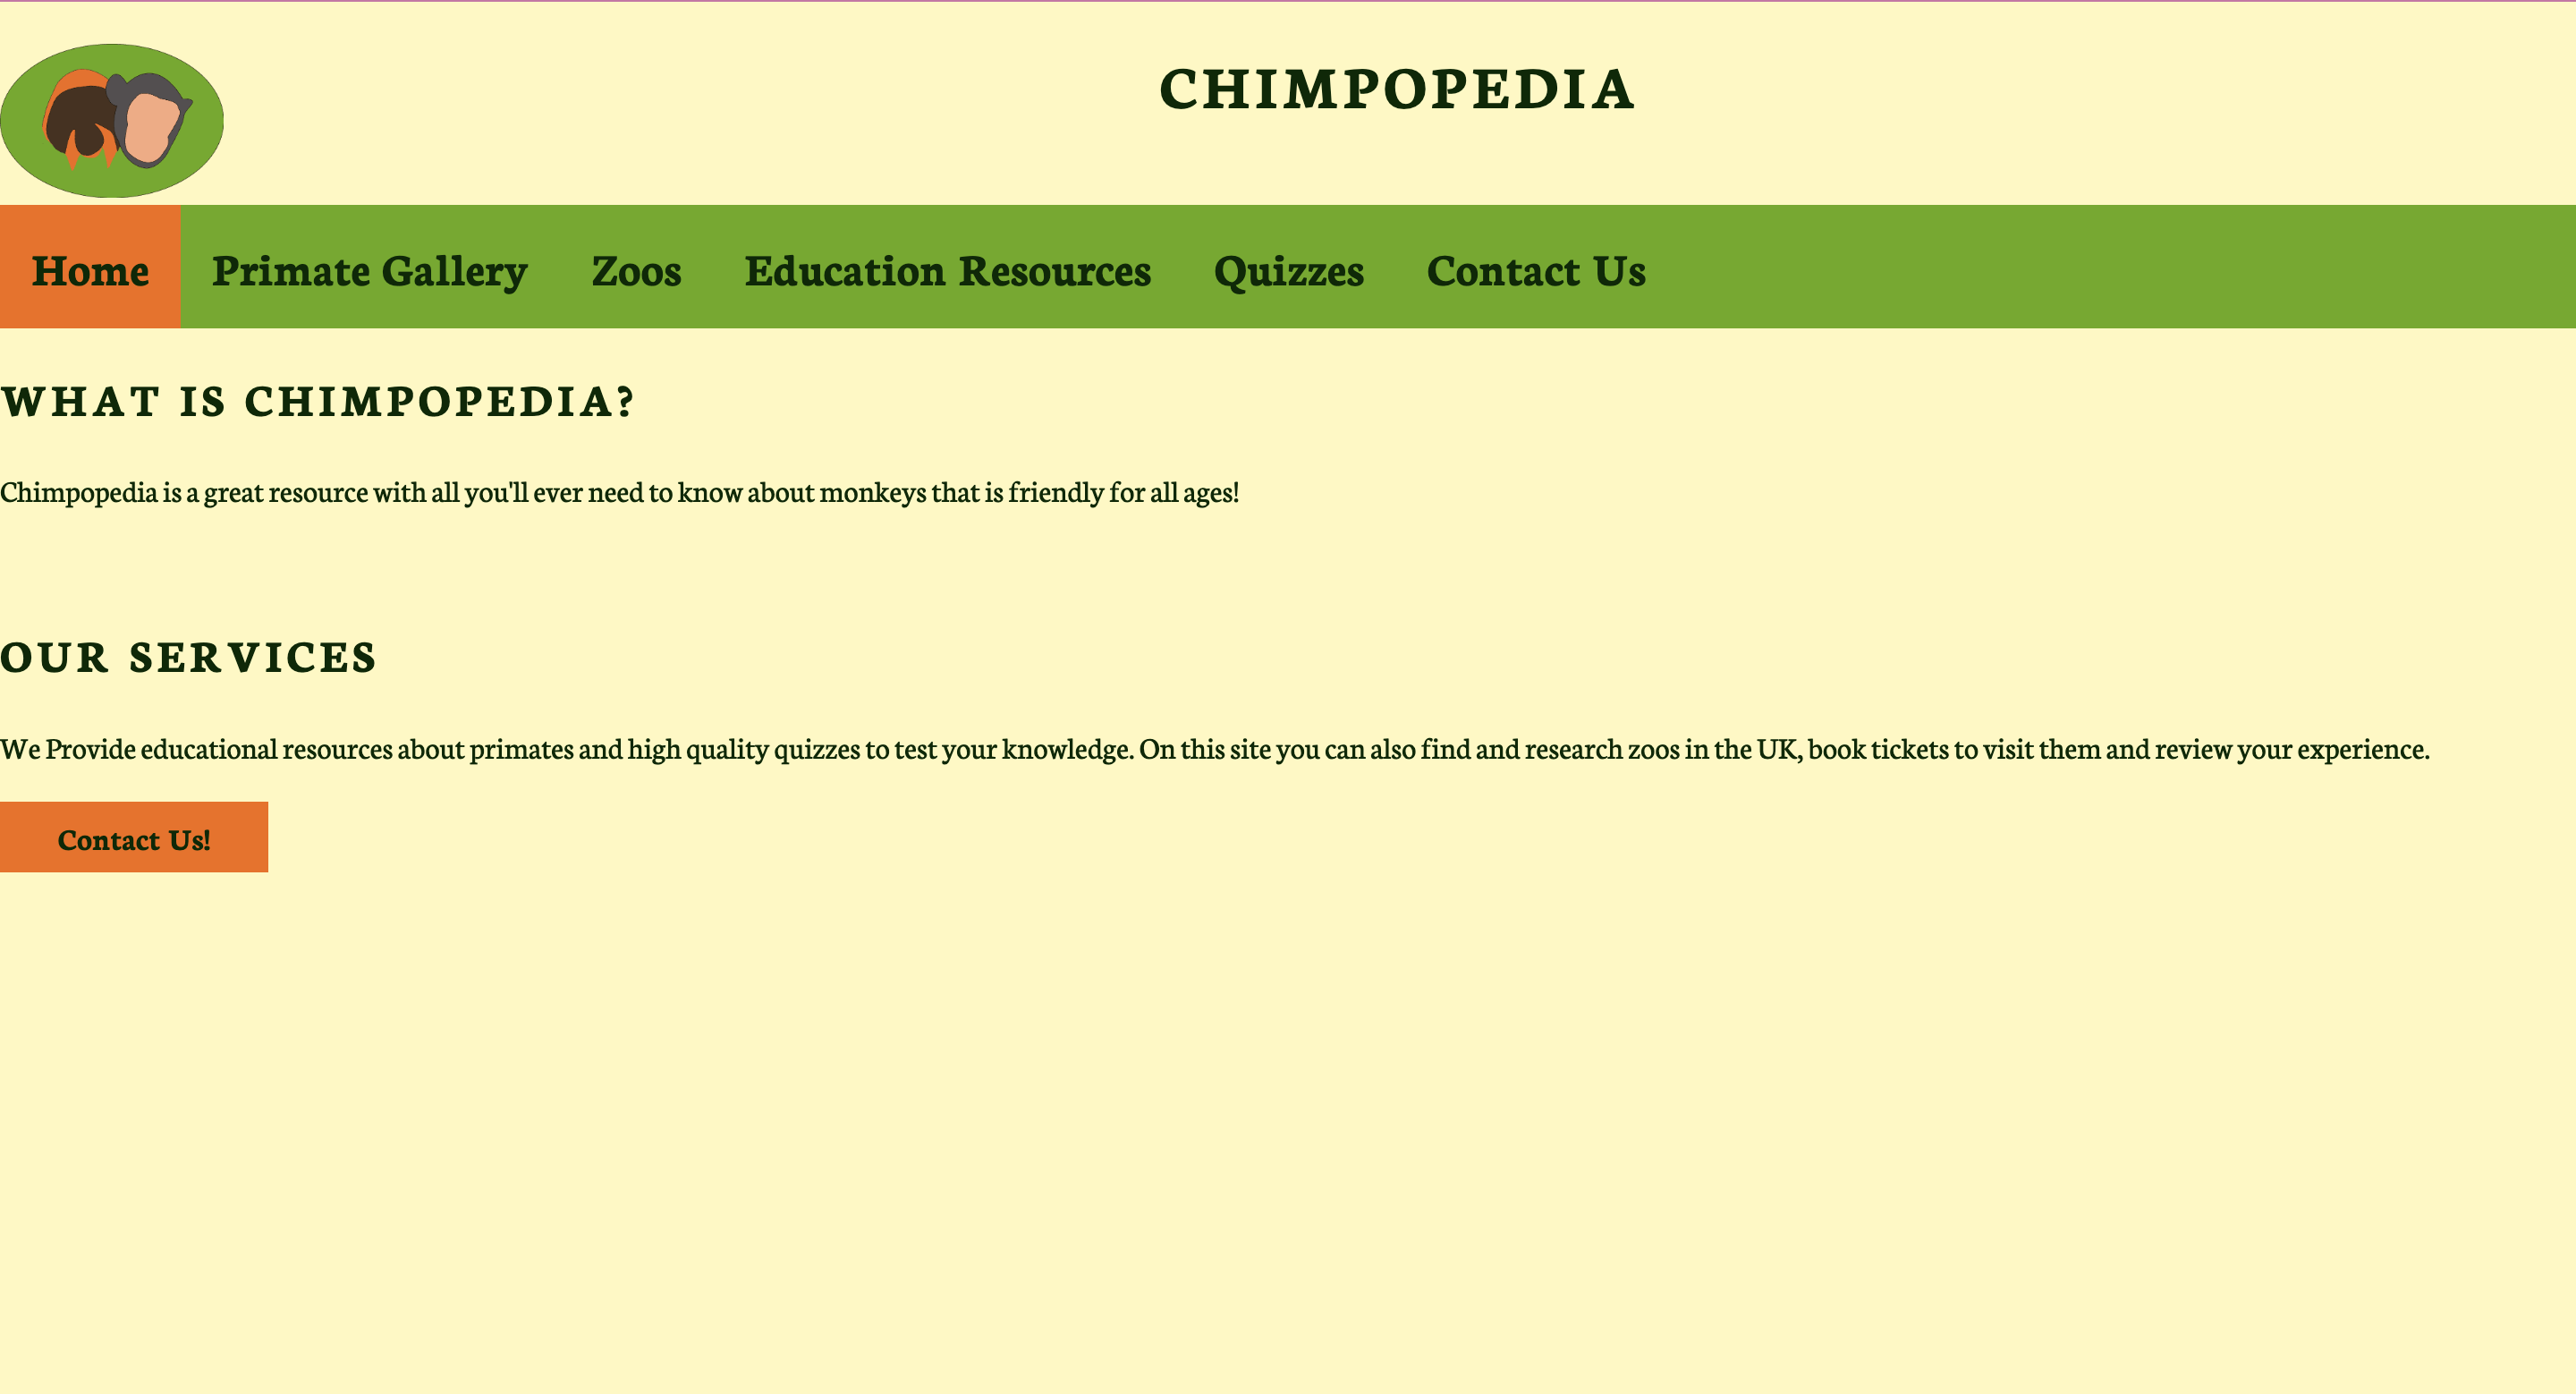 CHIMPOPEDIA
Home Primate Gallery Zoos Education Resources Quizzes Contact Us
WHAT IS CHIMPOPEDIA?
Chimpopedia is a great resource with all you'll ever need to know about monkeys that is friendly for all ages!
OUR SERVICES
We Provide educational resources about primates and high quality quizzes to test your knowledge. On this site you can also find and research zoos in the UK, book tickets to visit them and review your experience.
Contact Us!